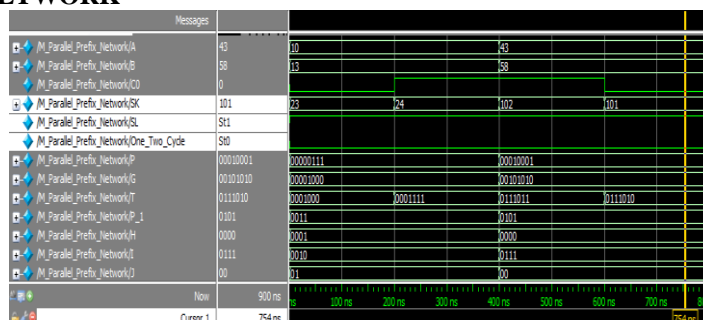 ETWORK
Messages
/M_Parallel_Prefix_Network/A 43 10 43
/M_Parallel_Prefix_Network/B 58 13 58
/M_Parallel_Prefix_Network/C0 0
/M_Parallel_Prefix_Network/SK 101 23 24 102 101
/M_Parallel_Prefix_Network/SL St1
/M_Parallel_Prefix_Network/One_Two_Cycle St0
/M_Parallel_Prefix_Network/P 00010001 00000111 00010001
/M_Parallel_Prefix_Network/G 00101010 00001000 00101010
/M_Parallel_Prefix_Network/T 0111010 0001000 0001111 0111011 0111010
/M_Parallel_Prefix_Network/P_1 0101 0011 0101
/M_Parallel_Prefix_Network/H 0000 0001 0000
/M_Parallel_Prefix_Network/I 0111 0010 0111
/M_Parallel_Prefix_Network/J 00 01 00
Now 900 ns ns 100 ns 200 ns 300 ns 400 ns 500 ns 600 ns 700 ns 8
Cursor 1 754 ns 754 ns